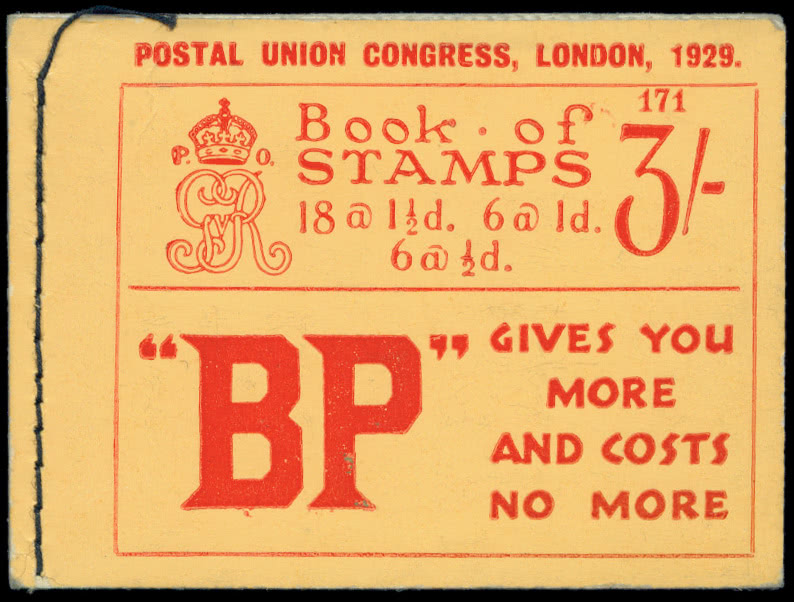 POSTAL UNION CONGRESS, LONDON, 1929.
171
P. O.
GRV
Book · of
STAMPS
3/-
18 @ 1½d. 6 @ 1d.
6 @ ½d.
“BP”
GIVES YOU
MORE
AND COSTS
NO MORE